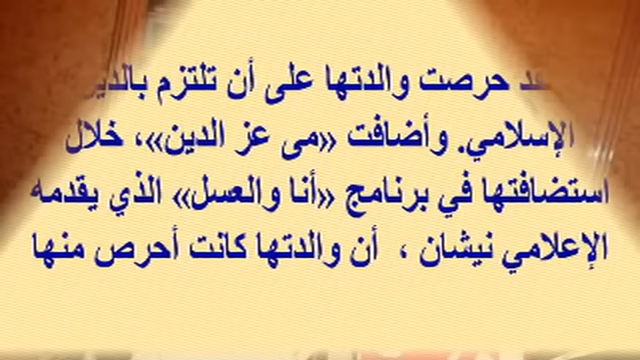 حرصت والدتها على أن تلتزم بالدين
الإسلامي. وأضافت «مى عز الدين»، خلال
استضافتها في برنامج «أنا والعسل» الذي يقدمه
الإعلامي نيشان ، أن والدتها كانت أحرص منها